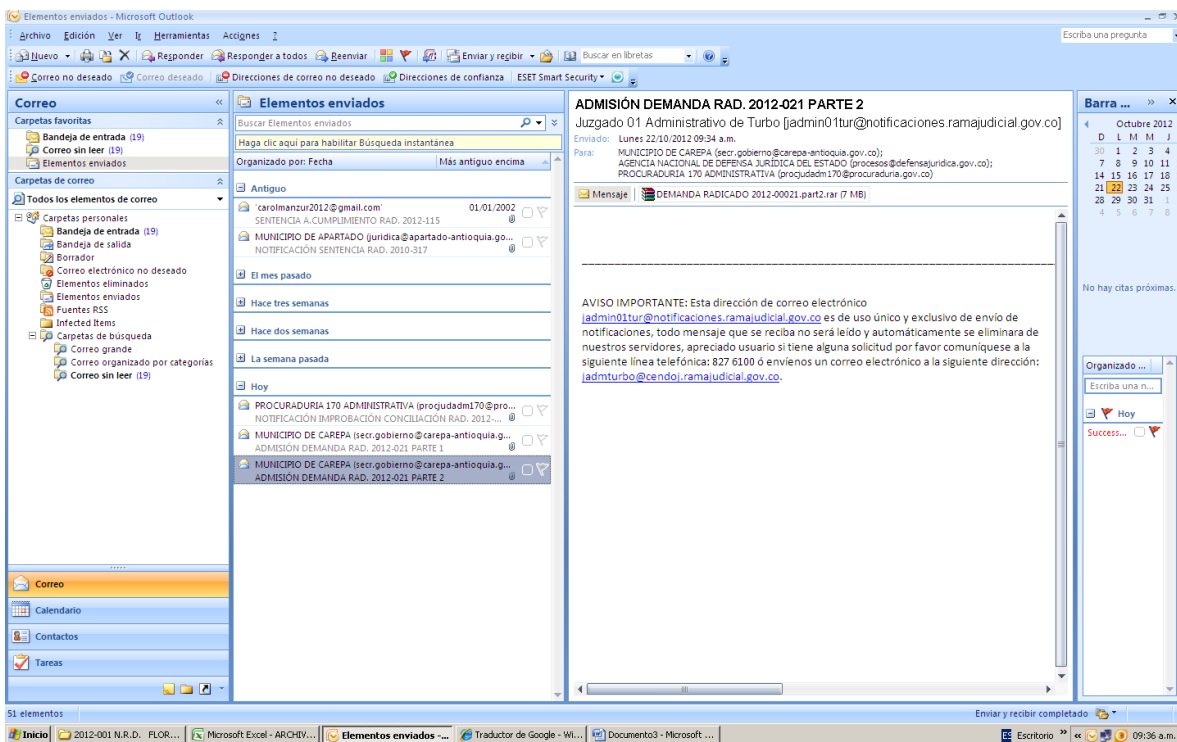 Elementos enviados - Microsoft Outlook
Archivo Edición Ver Ir Herramientas Acciones ?
Escriba una pregunta
Nuevo Responder Responder a todos Reenviar Enviar y recibir Buscar en libretas
Correo no deseado Correo deseado Direcciones de correo no deseado Direcciones de confianza ESET Smart Security
Correo «
Carpetas favoritas
Bandeja de entrada (19)
Correo sin leer (19)
Elementos enviados
Carpetas de correo
Todos los elementos de correo
Carpetas personales
Bandeja de entrada (19)
Bandeja de salida
Borrador
Correo electrónico no deseado
Elementos eliminados
Elementos enviados
Fuentes RSS
Infected Items
Carpetas de búsqueda
Correo grande
Correo organizado por categorías
Correo sin leer (19)
Correo
Calendario
Contactos
Tareas
Elementos enviados
Buscar Elementos enviados
Haga clic aquí para habilitar Búsqueda instantánea
Organizado por: Fecha Más antiguo encima
Antiguo
'carolmanzur2012@gmail.com' 01/01/2002
SENTENCIA A.CUMPLIMIENTO RAD. 2012-115
MUNICIPIO DE APARTADO (juridica@apartado-antioquia.go...
NOTIFICACIÓN SENTENCIA RAD. 2010-317
El mes pasado
Hace tres semanas
Hace dos semanas
La semana pasada
Hoy
PROCURADURIA 170 ADMINISTRATIVA (procjudadm170@pro...
NOTIFICACIÓN IMPROBACIÓN CONCILIACIÓN RAD. 2012-...
MUNICIPIO DE CAREPA (secr.gobierno@carepa-antioquia.g...
ADMISIÓN DEMANDA RAD. 2012-021 PARTE 1
MUNICIPIO DE CAREPA (secr.gobierno@carepa-antioquia.g...
ADMISIÓN DEMANDA RAD. 2012-021 PARTE 2
ADMISIÓN DEMANDA RAD. 2012-021 PARTE 2
Juzgado 01 Administrativo de Turbo [jadmin01tur@notificaciones.ramajudicial.gov.co]
Enviado: Lunes 22/10/2012 09:34 a.m.
Para: MUNICIPIO DE CAREPA (secr.gobierno@carepa-antioquia.gov.co);
AGENCIA NACIONAL DE DEFENSA JURÍDICA DEL ESTADO (procesos@defensajuridica.gov.co);
PROCURADURIA 170 ADMINISTRATIVA (procjudadm170@procuraduria.gov.co)
Mensaje DEMANDA RADICADO 2012-00021.part2.rar (7 MB)
AVISO IMPORTANTE: Esta dirección de correo electrónico
jadmin01tur@notificaciones.ramajudicial.gov.co es de uso único y exclusivo de envío de
notificaciones, todo mensaje que se reciba no será leído y automáticamente se eliminara de
nuestros servidores, apreciado usuario si tiene alguna solicitud por favor comuníquese a la
siguiente línea telefónica: 827 6100 ó envíenos un correo electrónico a la siguiente dirección:
jadmturbo@cendoj.ramajudicial.gov.co.
Barra ... » ×
Octubre 2012
D L M M J
30 1 2 3 4
7 8 9 10 11
14 15 16 17 18
21 22 23 24 25
28 29 30 31 1
4 5 6 7 8
No hay citas próximas.
Organizado ...
Escriba una n...
Hoy
Success...
51 elementos
Enviar y recibir completado
Inicio 2012-001 N.R.D. FLOR... Microsoft Excel - ARCHIV... Elementos enviados -... Traductor de Google - Wi... Documento3 - Microsoft ... ES Escritorio » « 09:36 a.m.